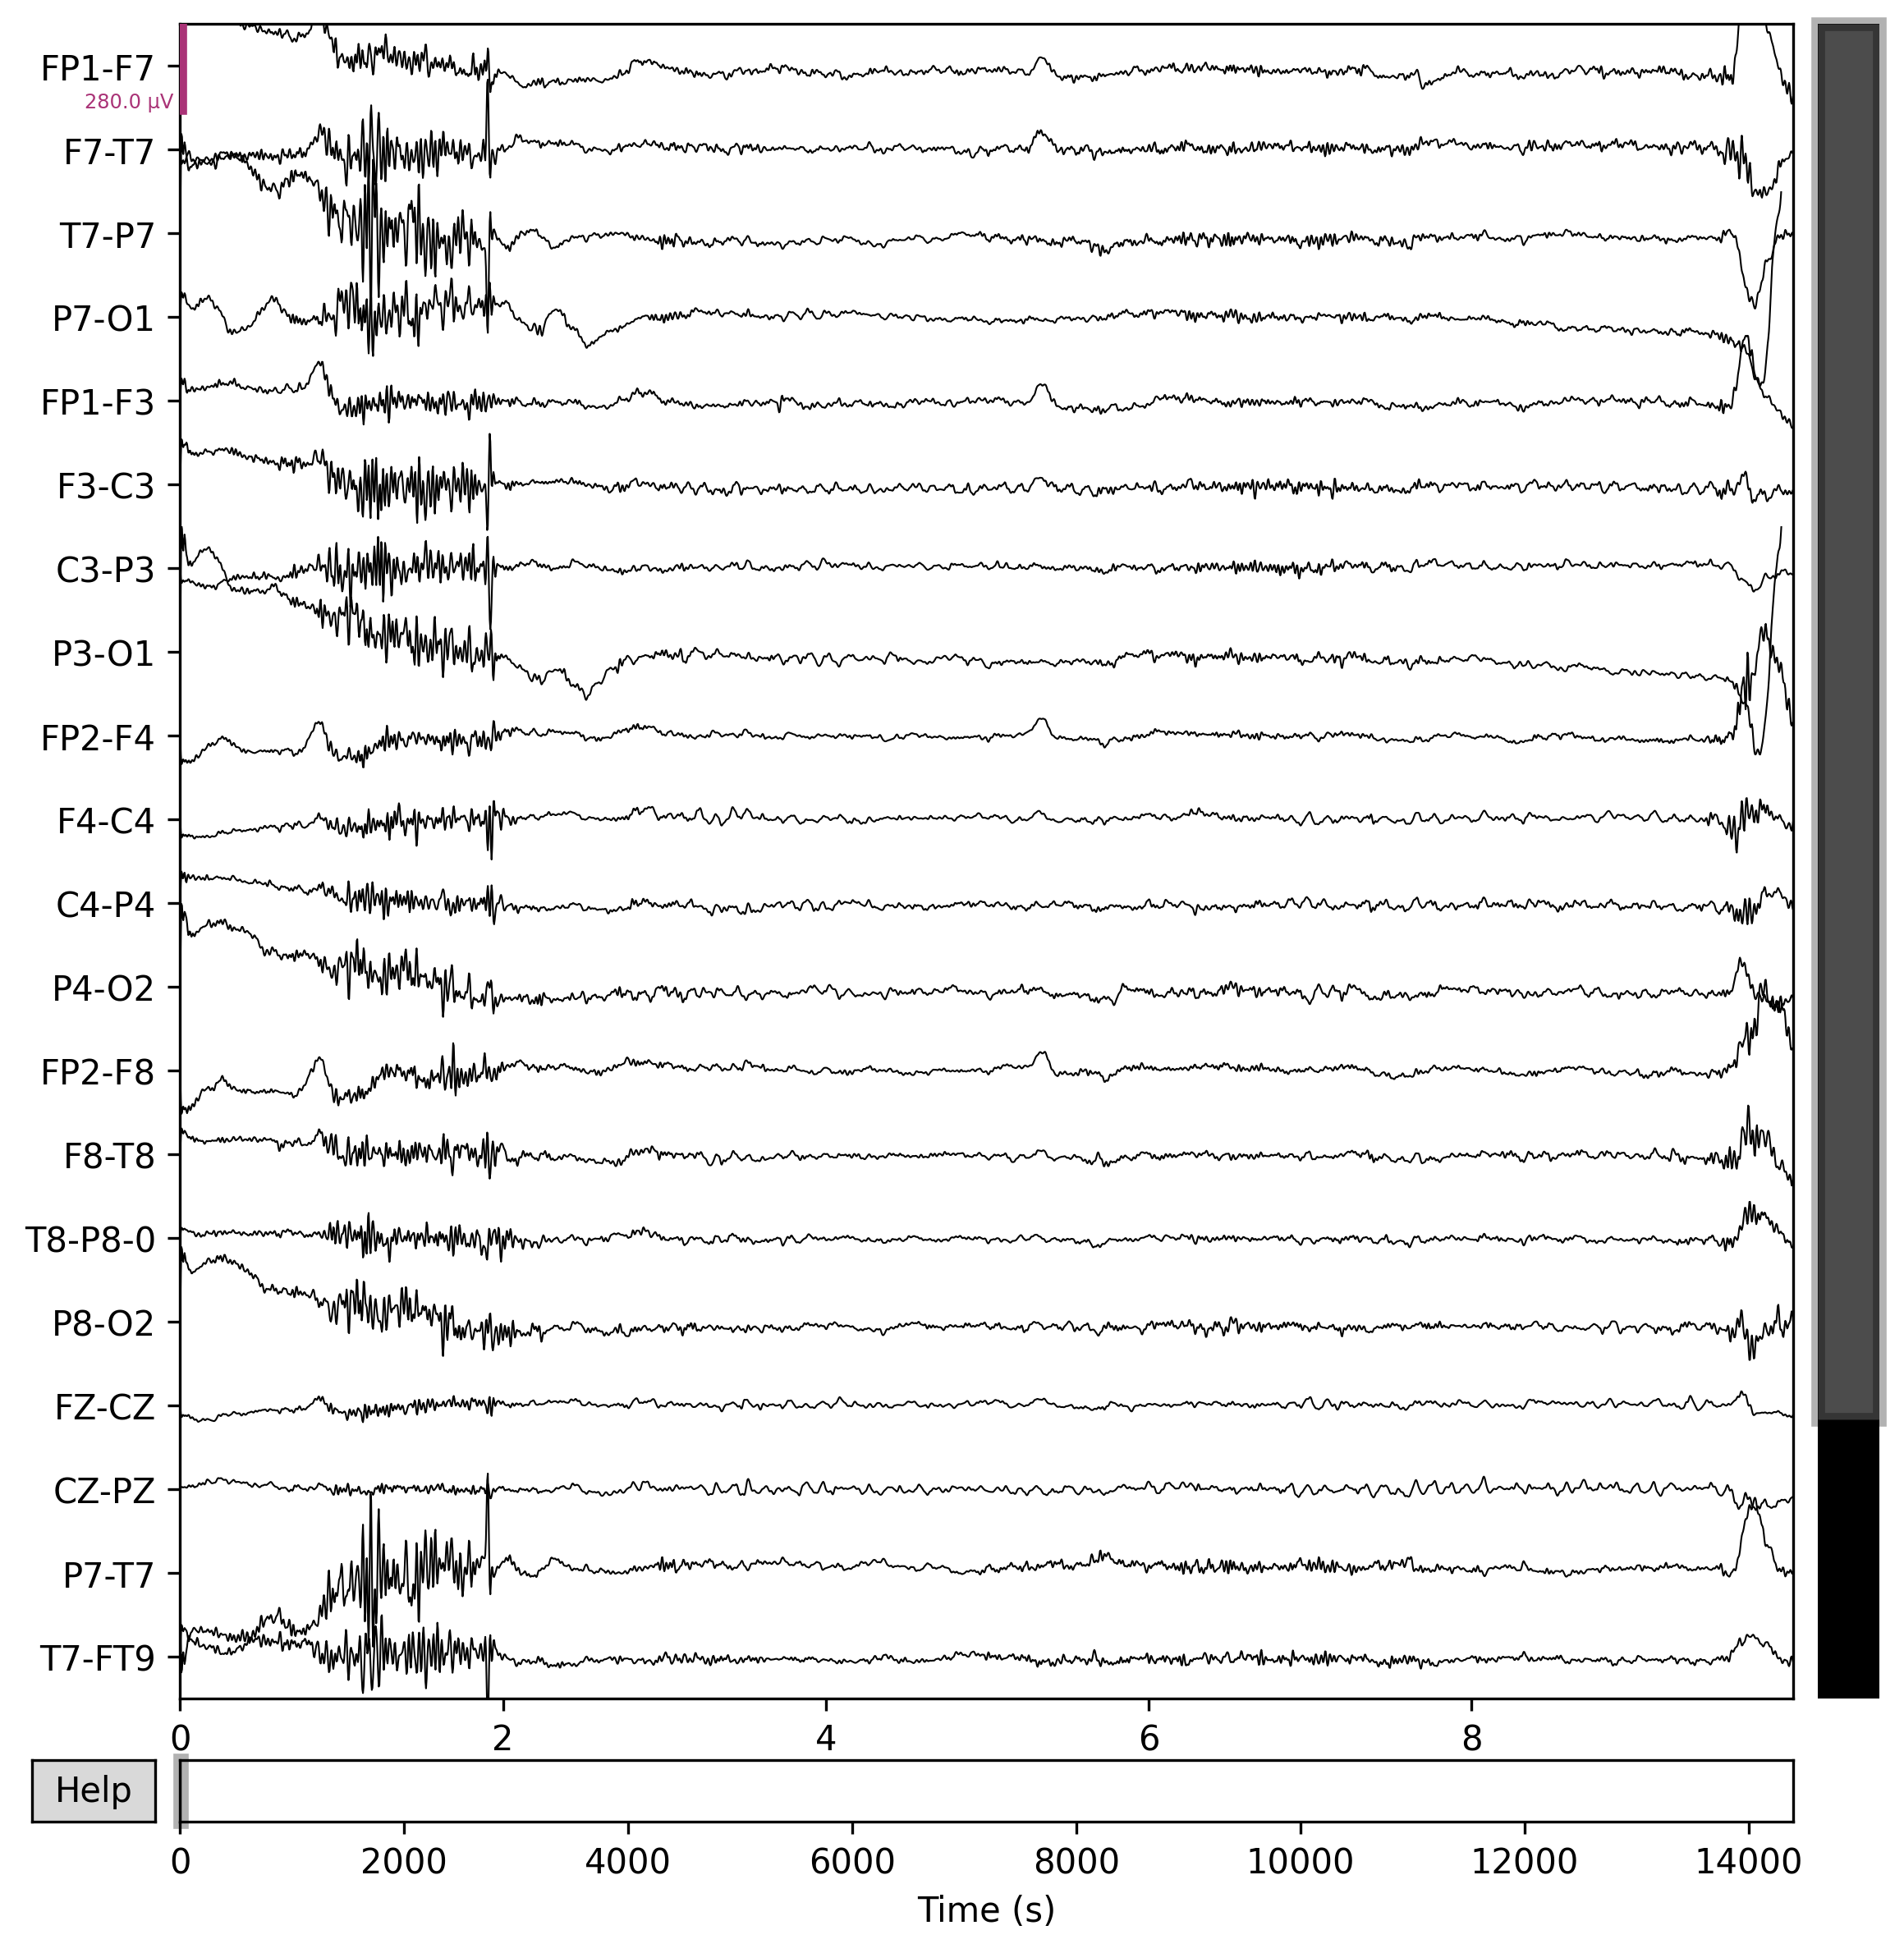 FP1-F7
280.0 µV
F7-T7
T7-P7
P7-O1
FP1-F3
F3-C3
C3-P3
P3-O1
FP2-F4
F4-C4
C4-P4
P4-O2
FP2-F8
F8-T8
T8-P8-0
P8-O2
FZ-CZ
CZ-PZ
P7-T7
T7-FT9
0 2 4 6 8
Help
0 2000 4000 6000 8000 10000 12000 14000
Time (s)